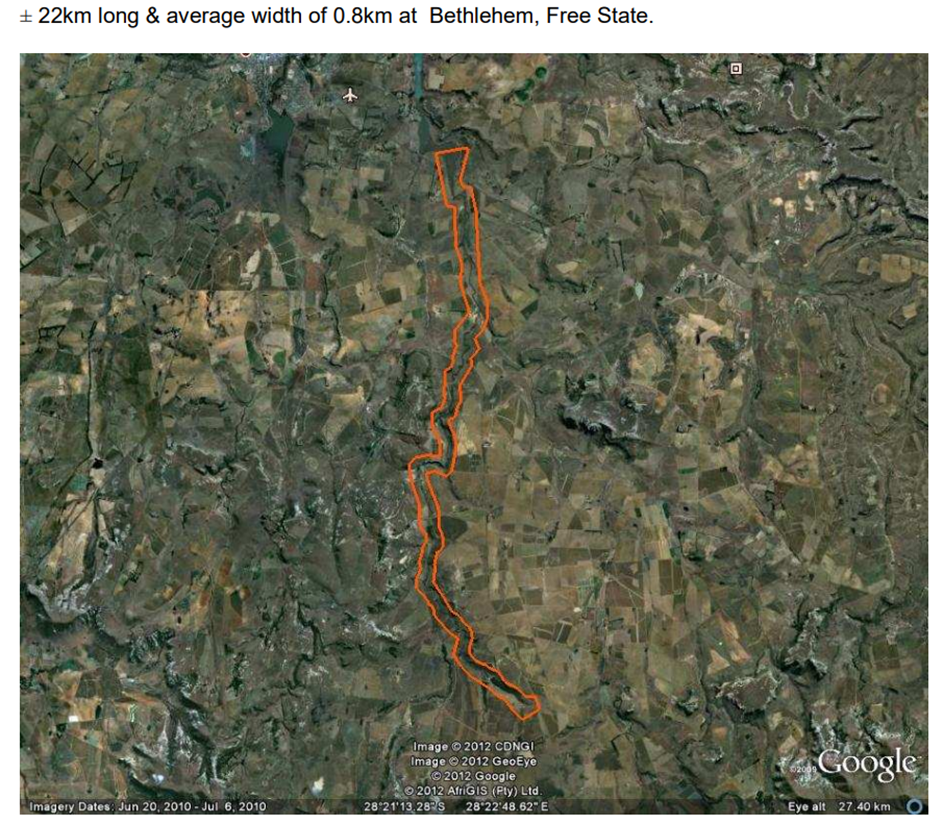 ± 22km long & average width of 0.8km at  Bethlehem, Free State.
Image © 2012 CDNGI
Image © 2012 GeoEye
© 2012 Google
© 2012 AfriGIS (Pty) Ltd.
©2009 Google
Imagery Dates: Jun 20, 2010 - Jul 6, 2010 28°21'13.28" S 28°22'48.62" E Eye alt 27.40 km